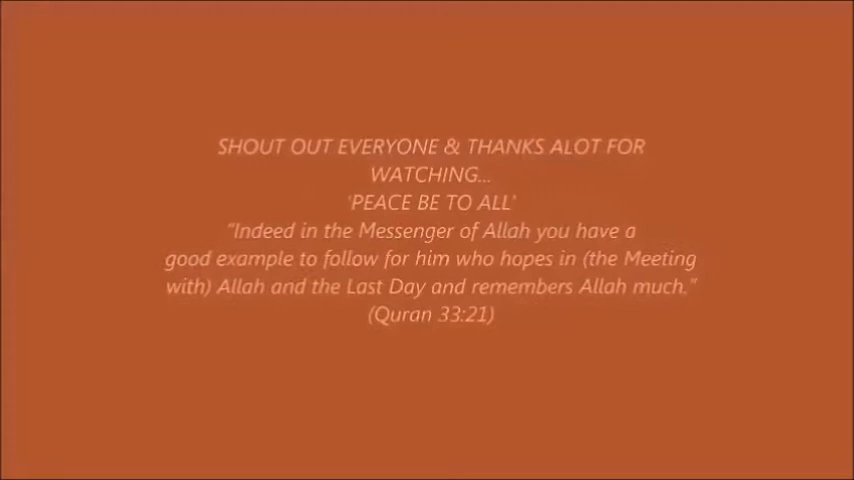 SHOUT OUT EVERYONE & THANKS ALOT FOR
WATCHING...
'PEACE BE TO ALL'
"Indeed in the Messenger of Allah you have a
good example to follow for him who hopes in (the Meeting
with) Allah and the Last Day and remembers Allah much."
(Quran 33:21)